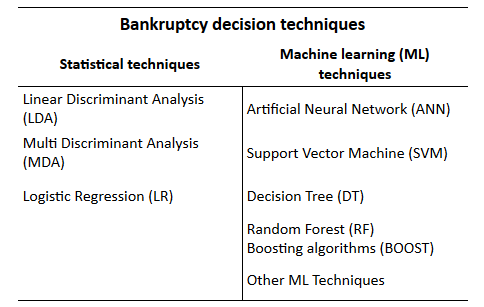 Bankruptcy decision techniques
Statistical techniques
Machine learning (ML)
techniques
Linear Discriminant Analysis
(LDA)
Artificial Neural Network (ANN)
Multi Discriminant Analysis
(MDA)
Support Vector Machine (SVM)
Logistic Regression (LR)
Decision Tree (DT)
Random Forest (RF)
Boosting algorithms (BOOST)
Other ML Techniques